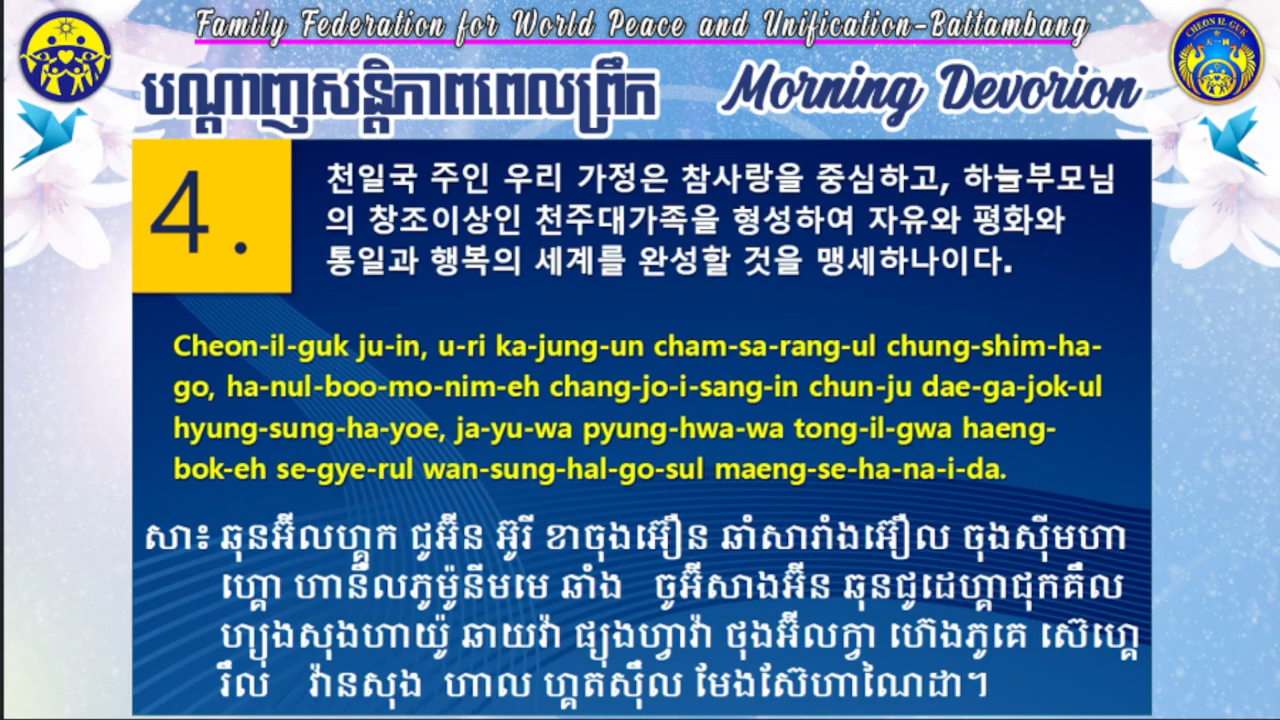 Family Federation for World Peace and Unification-Battambang
បណ្តាញសន្តិភាពពេលព្រឹក
Morning Devorion
CHEON IL GUK
4.
천일국 주인 우리 가정은 참사랑을 중심하고, 하늘부모님
의 창조이상인 천주대가족을 형성하여 자유와 평화와
통일과 행복의 세계를 완성할 것을 맹세하나이다.
Cheon-il-guk ju-in, u-ri ka-jung-un cham-sa-rang-ul chung-shim-ha-
go, ha-nul-boo-mo-nim-eh chang-jo-i-sang-in chun-ju dae-ga-jok-ul
hyung-sung-ha-yoe, ja-yu-wa pyung-hwa-wa tong-il-gwa haeng-
bok-eh se-gye-rul wan-sung-hal-go-sul maeng-se-ha-na-i-da.
សា៖ ឆុនអ៊ីលហ្គុក ជូអ៊ីន អ៊ូរី ខាចុងអ៊ឿន ឆាំសារ៉ាំងអ៊ឿល ចុងស៊ីមហា
ហ្គោ ហានឹលភូម៉ូនីមមេ ឆាំង ចូអ៊ីសាងអ៊ីន ឆុនជូដេហ្គាជុកគឹល
ហ្យុងសុងហាយ៉ូ ឆាយវ៉ា ផ្យុងហ្វាវ៉ា ថុងអ៊ីលក្វា ហ៊េងភូគេ ស៊េហ្គេ
រឹល វ៉ានសុង ហាល ហ្គតស៊ឹល មែងស៊ែហាណៃដា។